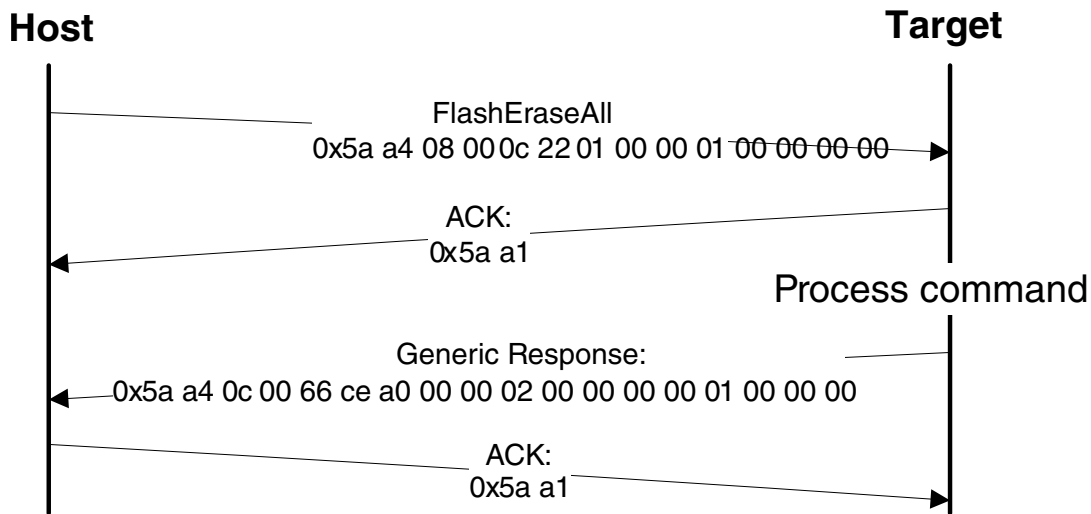 Host
Target
FlashEraseAll
0x5a a4 08 00 0c 22 01 00 00 01 00 00 00 00
ACK:
0x5a a1
Process command
Generic Response:
0x5a a4 0c 00 66 ce a0 00 00 02 00 00 00 00 01 00 00 00
ACK:
0x5a a1